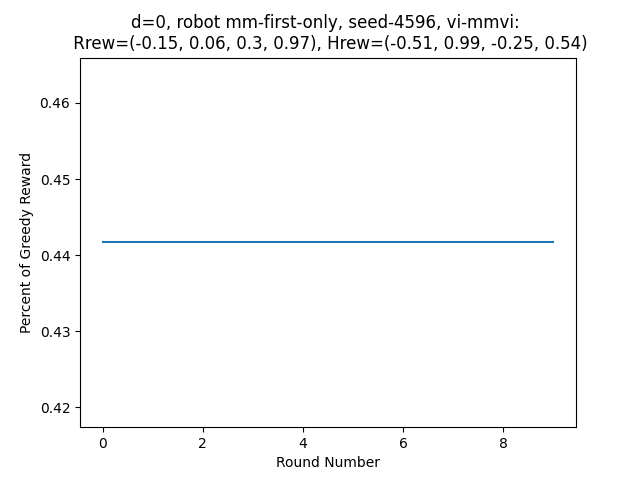 d=0, robot mm-first-only, seed-4596, vi-mmvi:
Rrew=(-0.15, 0.06, 0.3, 0.97), Hrew=(-0.51, 0.99, -0.25, 0.54)
Percent of Greedy Reward
0.46
0.45
0.44
0.43
0.42
0 2 4 6 8
Round Number